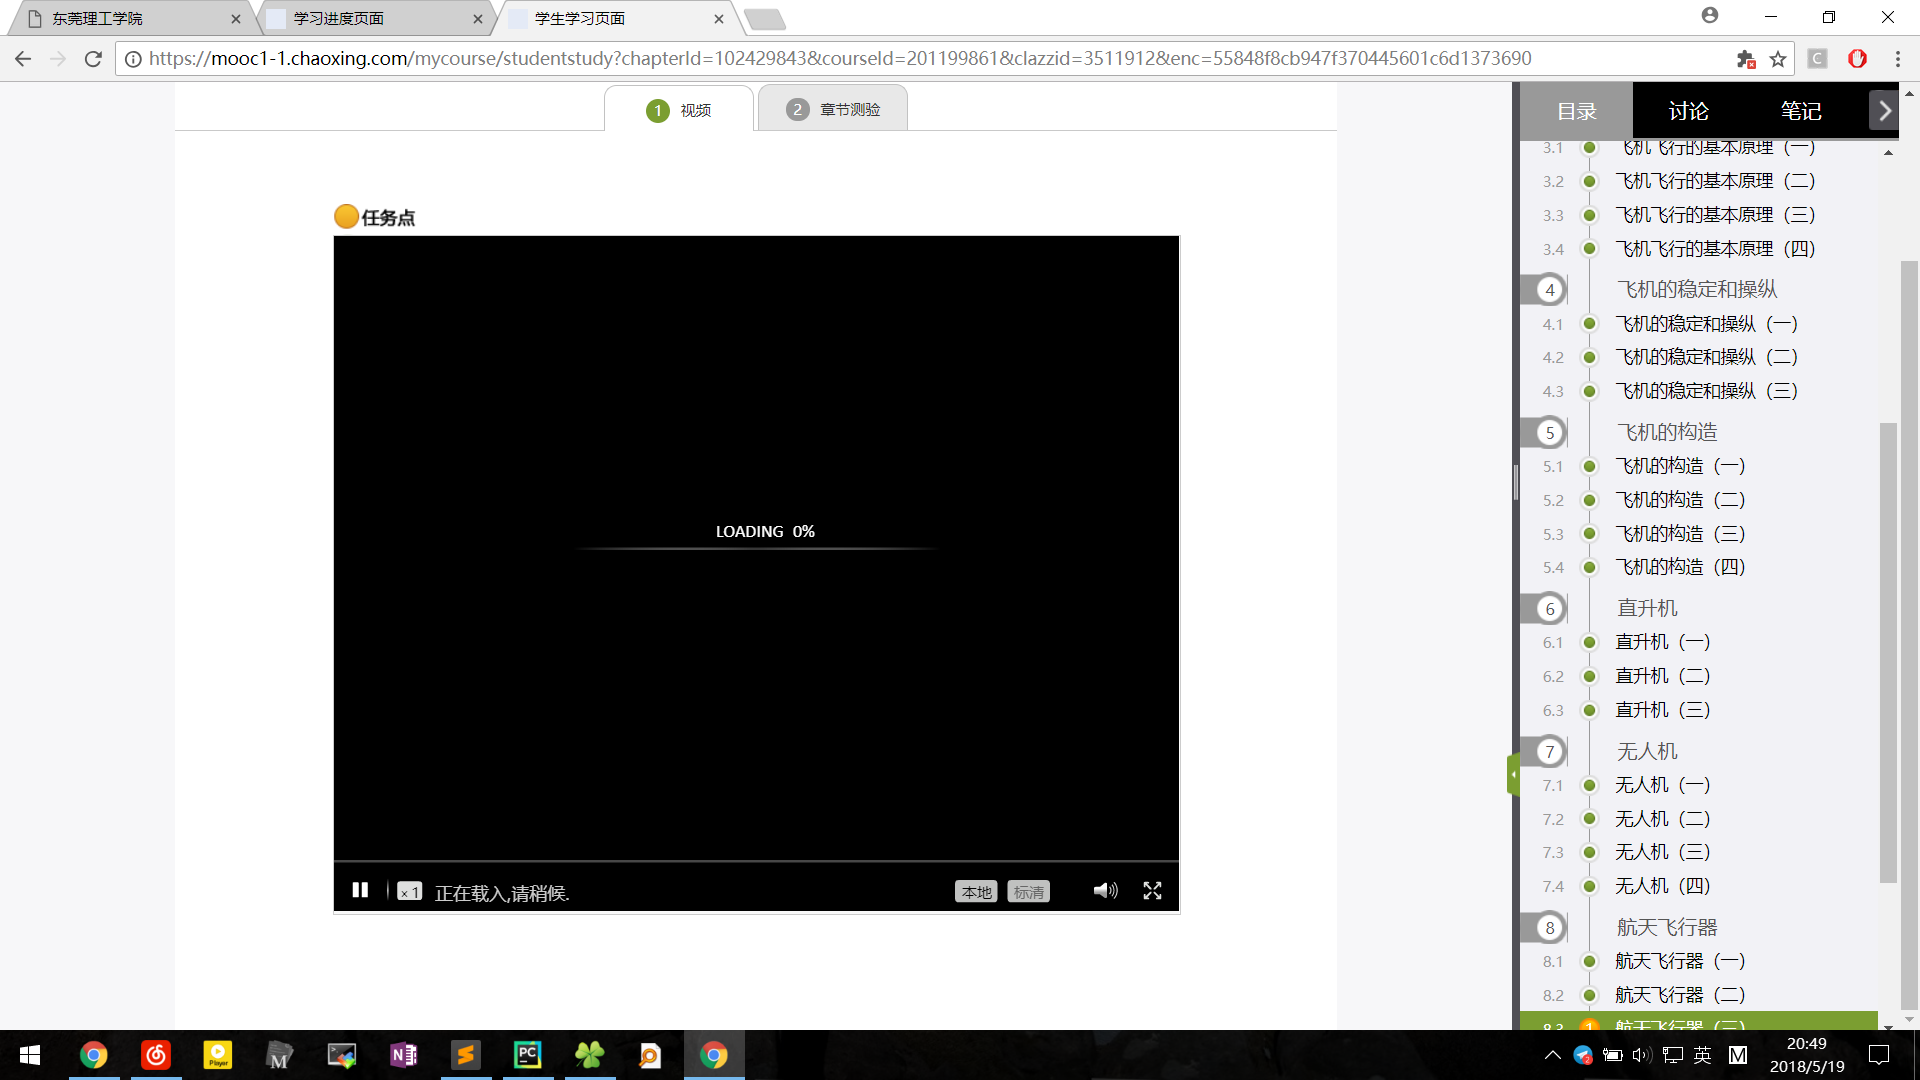 东莞理工学院
学习进度页面
学生学习页面
https://mooc1-1.chaoxing.com/mycourse/studentstudy?chapterId=102429843&courseId=201199861&clazzid=3511912&enc=55848f8cb947f370445601c6d1373690
1 视频
2 章节测验
任务点
LOADING 0%
× 1 正在载入,请稍候.
本地 标清
目录 讨论 笔记
3.1 飞机飞行的基本原理（一）
3.2 飞机飞行的基本原理（二）
3.3 飞机飞行的基本原理（三）
3.4 飞机飞行的基本原理（四）
4 飞机的稳定和操纵
4.1 飞机的稳定和操纵（一）
4.2 飞机的稳定和操纵（二）
4.3 飞机的稳定和操纵（三）
5 飞机的构造
5.1 飞机的构造（一）
5.2 飞机的构造（二）
5.3 飞机的构造（三）
5.4 飞机的构造（四）
6 直升机
6.1 直升机（一）
6.2 直升机（二）
6.3 直升机（三）
7 无人机
7.1 无人机（一）
7.2 无人机（二）
7.3 无人机（三）
7.4 无人机（四）
8 航天飞行器
8.1 航天飞行器（一）
8.2 航天飞行器（二）
8.3 1 航天飞行器（三）
英 M
20:49
2018/5/19